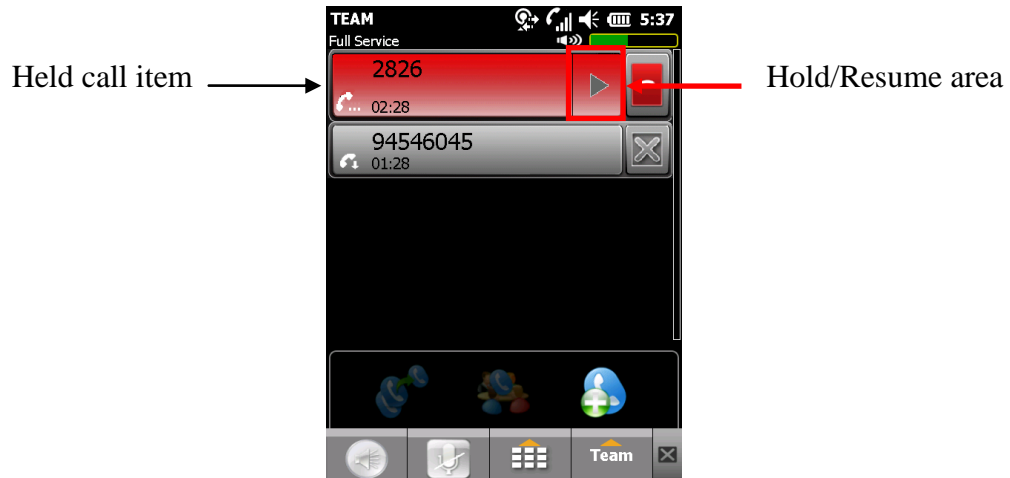 TEAM 5:37
Full Service
Held call item
2826
Hold/Resume area
02:28
94546045
01:28
Team